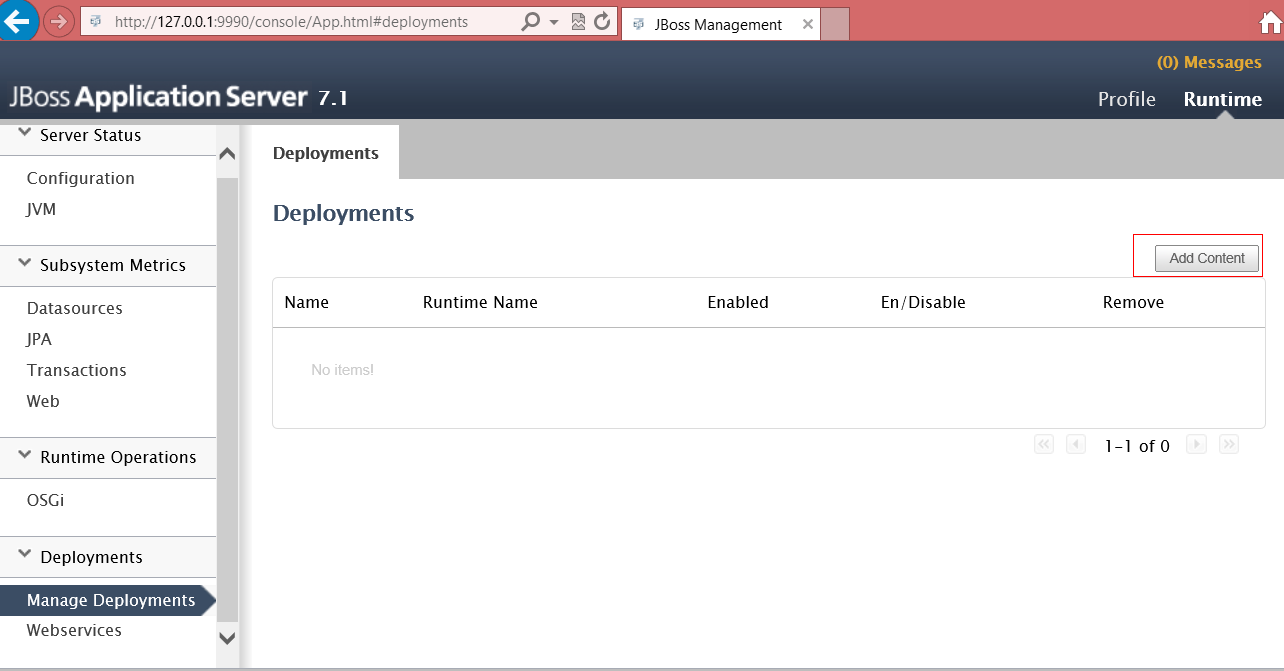 http://127.0.0.1:9990/console/App.html#deployments
JBoss Management
(0) Messages
JBoss Application Server 7.1
Profile
Runtime
Server Status
Configuration
JVM
Subsystem Metrics
Datasources
JPA
Transactions
Web
Runtime Operations
OSGi
Deployments
Manage Deployments
Webservices
Deployments
Deployments
Add Content
Name Runtime Name Enabled En/Disable Remove
No items!
1-1 of 0